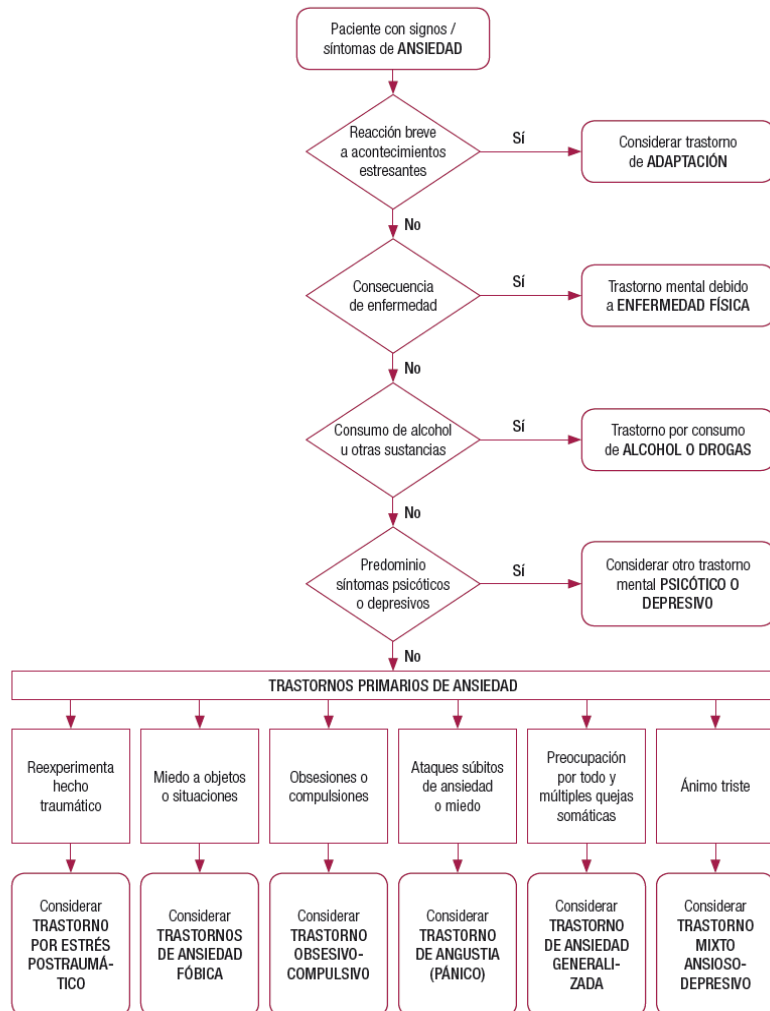 Paciente con signos /
síntomas de ANSIEDAD
Reacción breve
a acontecimientos
estresantes
Sí
Considerar trastorno
de ADAPTACIÓN
No
Consecuencia
de enfermedad
Sí
Trastorno mental debido
a ENFERMEDAD FÍSICA
No
Consumo de alcohol
u otras sustancias
Sí
Trastorno por consumo
de ALCOHOL O DROGAS
No
Predominio
síntomas psicóticos
o depresivos
Sí
Considerar otro trastorno
mental PSICÓTICO O
DEPRESIVO
No
TRASTORNOS PRIMARIOS DE ANSIEDAD
Reexperimenta
hecho
traumático
Miedo a objetos
o situaciones
Obsesiones o
compulsiones
Ataques súbitos
de ansiedad
o miedo
Preocupación
por todo y
múltiples quejas
somáticas
Ánimo triste
Considerar
TRASTORNO
POR ESTRÉS
POSTRAUMÁ-
TICO
Considerar
TRASTORNOS
DE ANSIEDAD
FÓBICA
Considerar
TRASTORNO
OBSESIVO-
COMPULSIVO
Considerar
TRASTORNO
DE ANGUSTIA
(PÁNICO)
Considerar
TRASTORNO
DE ANSIEDAD
GENERALI-
ZADA
Considerar
TRASTORNO
MIXTO
ANSIOSO-
DEPRESIVO